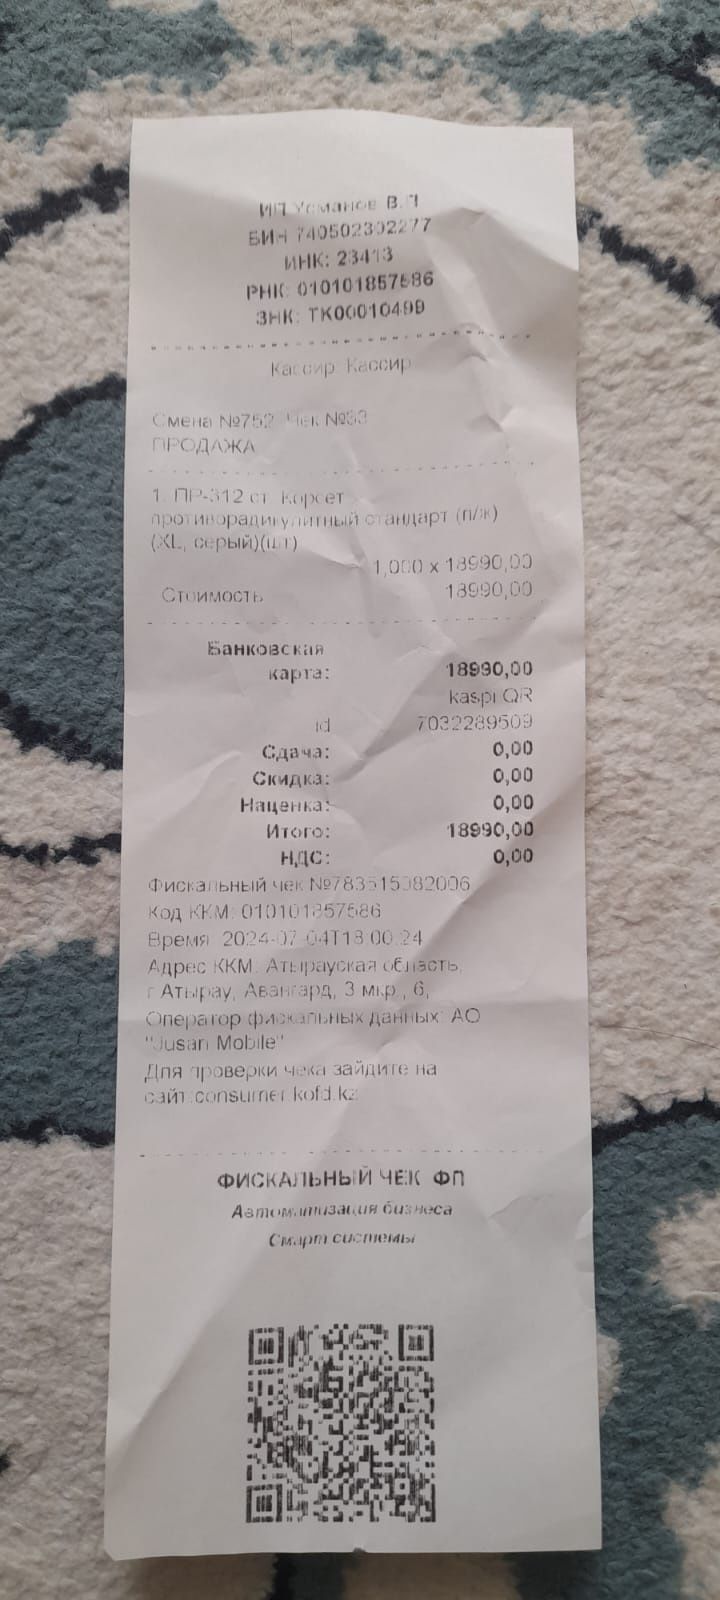 ИП Усманов В.П
БИН 740502302277
ИНК: 23413
РНК: 010101857586
ЗНК: ТК00010499
Кассир: Кассир
Смена №752 Чек №33
ПРОДАЖА
1. ПР-312 ст. Корсет
противорадикулитный стандарт (п/ж)
(XL, серый)(шт)
1,000 x 18990,00
Стоимость 18990,00
Банковская
карта: 18990,00
kaspi QR
id 7032289509
Сдача: 0,00
Скидка: 0,00
Наценка: 0,00
Итого: 18990,00
НДС: 0,00
Фискальный чек №783515082006
Код ККМ: 010101857586
Время: 2024-07-04T18:00:24
Адрес ККМ: Атырауская область,
г.Атырау, Авангард, 3 мкр., 6,
Оператор фискальных данных: АО
"Jusan Mobile"
Для проверки чека зайдите на
сайт:consumer.kofd.kz
ФИСКАЛЬНЫЙ ЧЕК ФП
Автоматизация бизнеса
Смарт системы